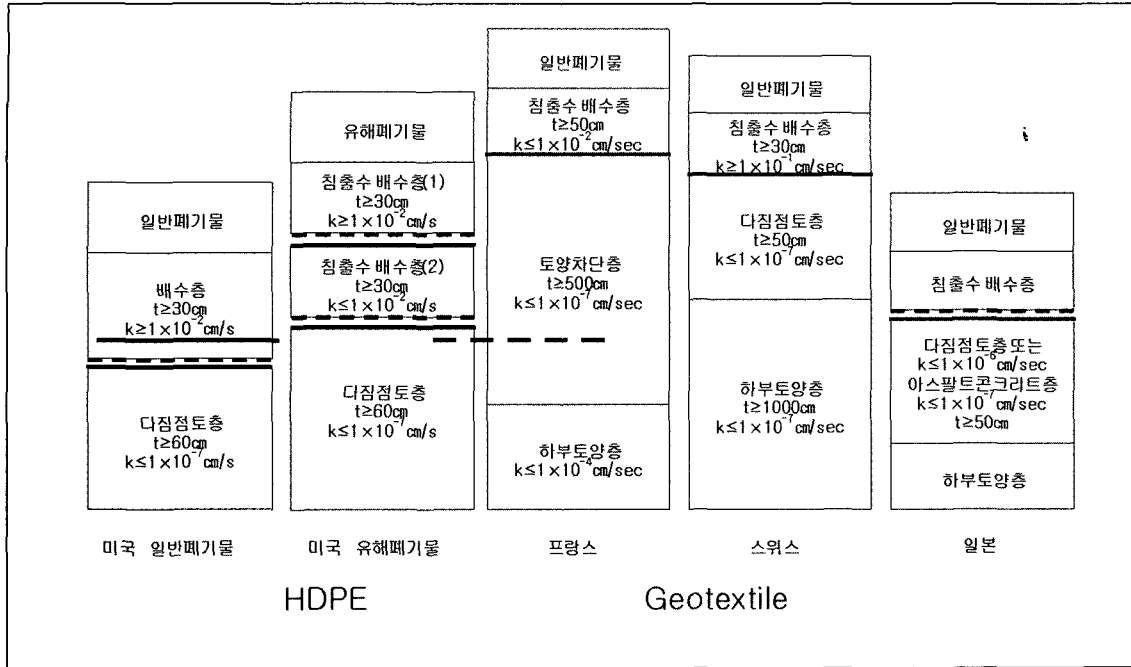 일반폐기물
배수층
t≥30cm
k≥1×10⁻²cm/s
다짐점토층
t≥60cm
k≤1×10⁻⁷cm/s
미국 일반폐기물
유해폐기물
침출수배수층(1)
t≥30cm
k≥1×10⁻²cm/s
침출수배수층(2)
t≥30cm
k≤1×10⁻²cm/s
다짐점토층
t≥60cm
k≤1×10⁻⁷cm/s
미국 유해폐기물
일반폐기물
침출수배수층
t≥50cm
k≤1×10⁻²cm/sec
토양차단층
t≥500cm
k≤1×10⁻⁷cm/sec
하부토양층
k≤1×10⁻⁴cm/sec
프랑스
일반폐기물
침출수배수층
t≥30cm
k≥1×10⁻¹cm/sec
다짐점토층
t≥50cm
k≤1×10⁻⁷cm/sec
하부토양층
t≥1000cm
k≤1×10⁻⁷cm/sec
스위스
일반폐기물
침출수배수층
다짐점토층또는
k≤1×10⁻⁶cm/sec
아스팔트콘크리트층
k≤1×10⁻⁷cm/sec
t≥50cm
하부토양층
일본
HDPE
Geotextile